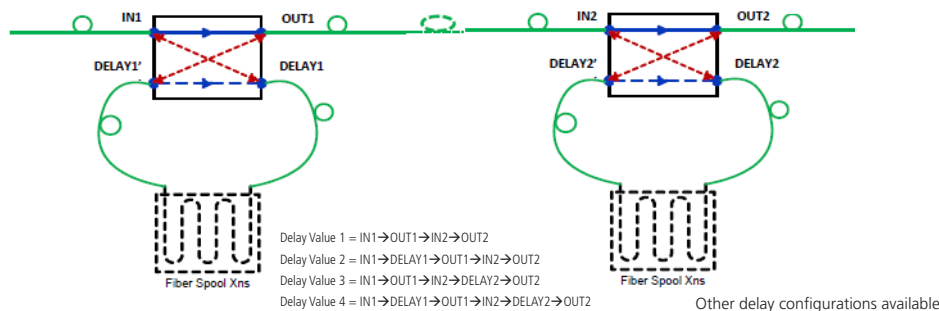 IN1 OUT1 IN2 OUT2
DELAY1' DELAY1 DELAY2' DELAY2
Fiber Spool Xns
Fiber Spool Xns
Delay Value 1 = IN1→OUT1→IN2→OUT2
Delay Value 2 = IN1→DELAY1→OUT1→IN2→OUT2
Delay Value 3 = IN1→OUT1→IN2→DELAY2→OUT2
Delay Value 4 = IN1→DELAY1→OUT1→IN2→DELAY2→OUT2
Other delay configurations available